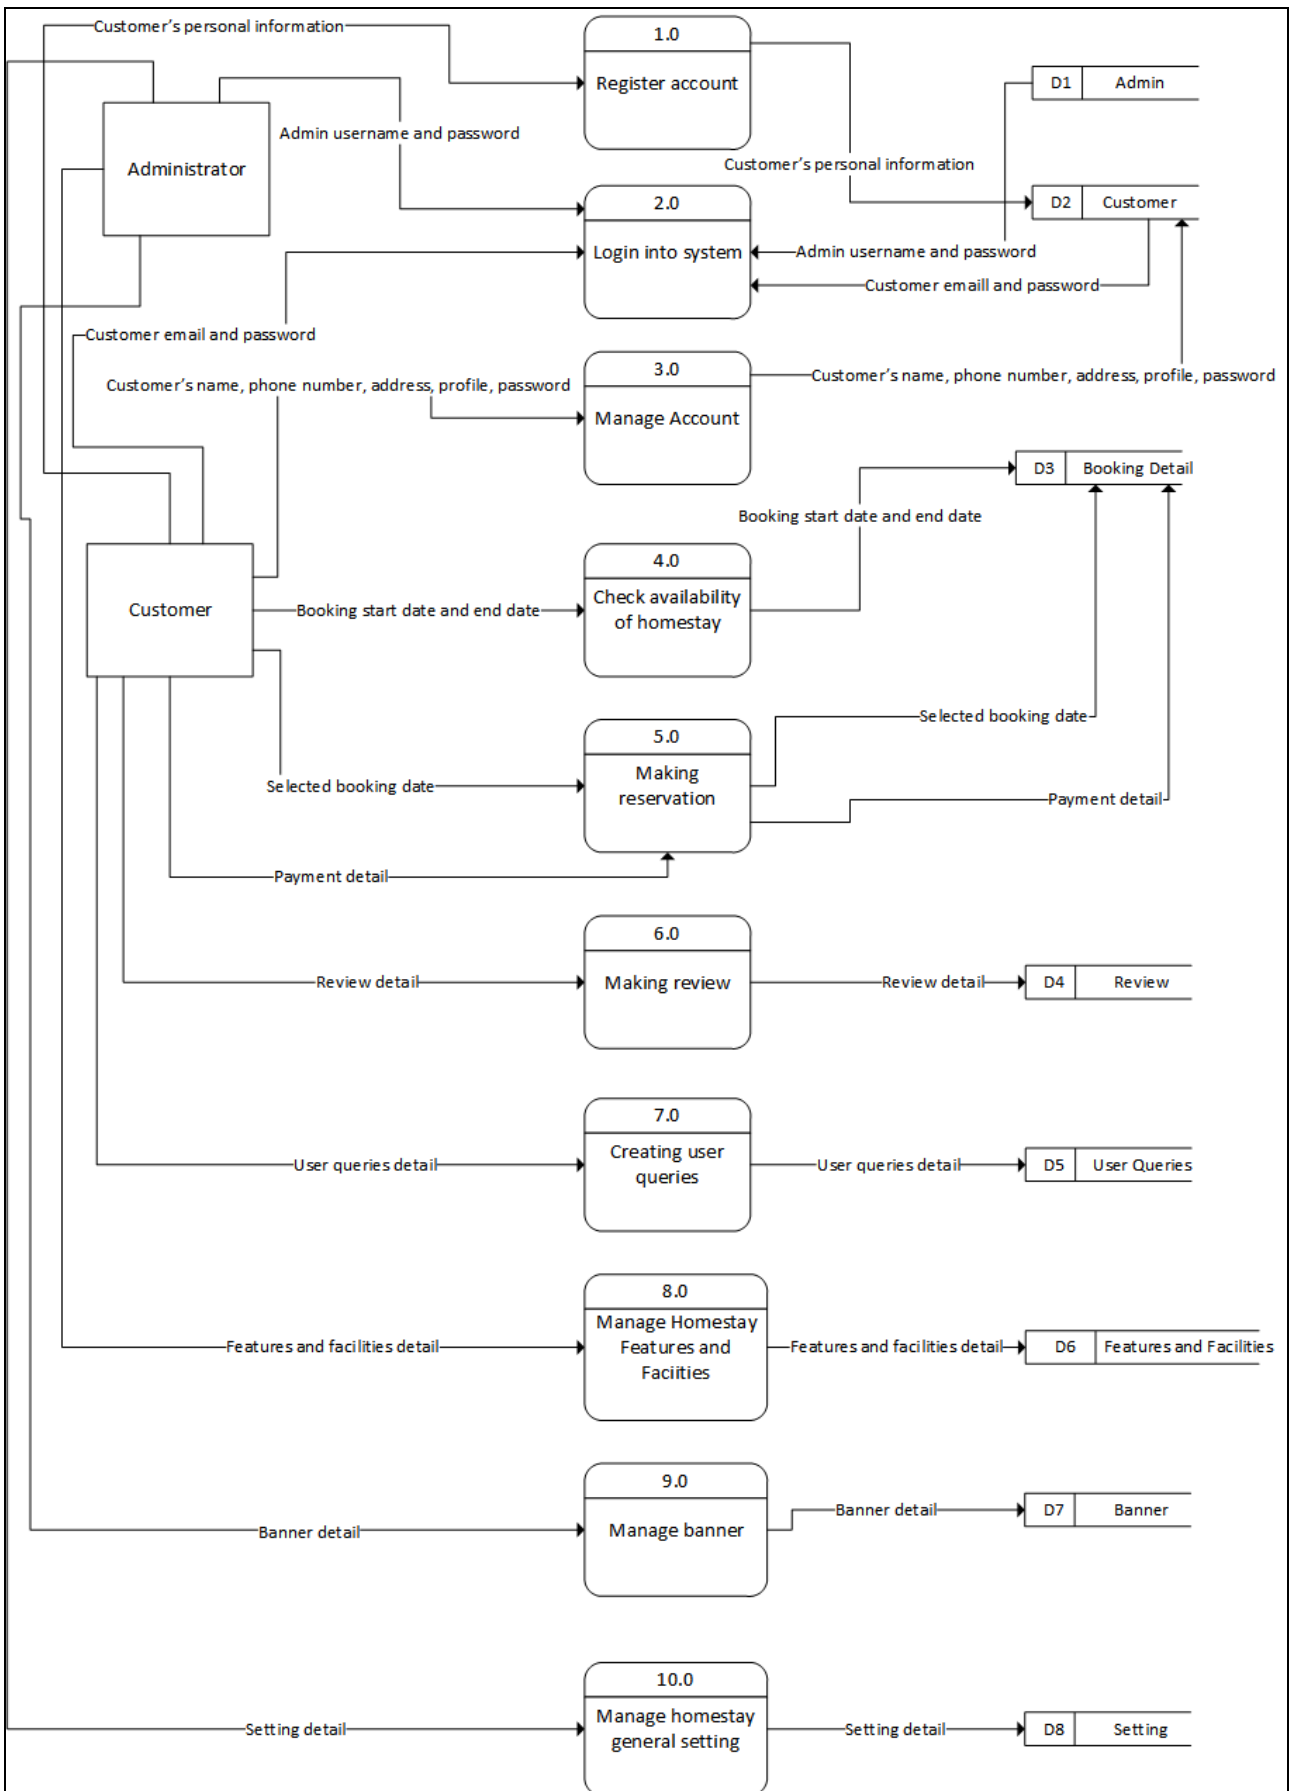 Customer's personal information
1.0
Register account
D1
Admin
Administrator
Admin username and password
Customer's personal information
2.0
Login into system
D2
Customer
Admin username and password
Customer emaill and password
Customer email and password
3.0
Manage Account
Customer's name, phone number, address, profile, password
Customer's name, phone number, address, profile, password
D3
Booking Detail
Booking start date and end date
Customer
Booking start date and end date
4.0
Check availability
of homestay
Selected booking date
5.0
Making
reservation
Selected booking date
Payment detail
Payment detail
6.0
Review detail
Making review
Review detail
D4
Review
7.0
User queries detail
Creating user
queries
User queries detail
D5
User Queries
8.0
Features and facilities detail
Manage Homestay
Features and
Faciities
Features and facilities detail
D6
Features and Facilities
9.0
Banner detail
Manage banner
Banner detail
D7
Banner
10.0
Setting detail
Manage homestay
general setting
Setting detail
D8
Setting